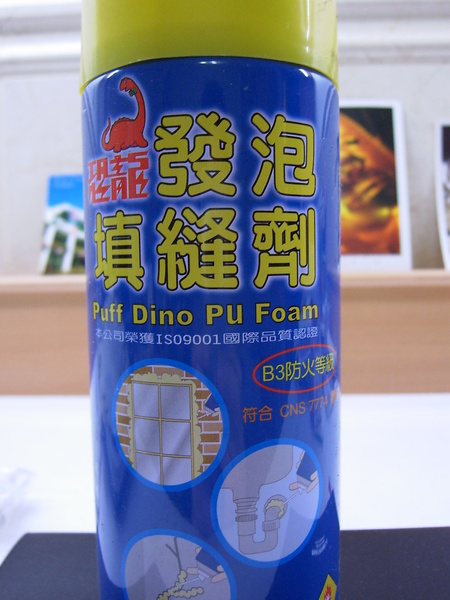 恐龍 發泡
填縫劑
Puff Dino PU Foam
本公司榮獲ISO9001國際品質認證
B3防火等級
符合 CNS 7774